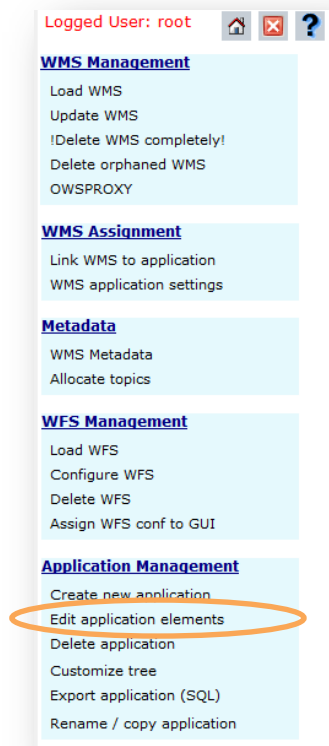 Logged User: root ?
WMS Management
Load WMS
Update WMS
!Delete WMS completely!
Delete orphaned WMS
OWSPROXY
WMS Assignment
Link WMS to application
WMS application settings
Metadata
WMS Metadata
Allocate topics
WFS Management
Load WFS
Configure WFS
Delete WFS
Assign WFS conf to GUI
Application Management
Create new application
Edit application elements
Delete application
Customize tree
Export application (SQL)
Rename / copy application